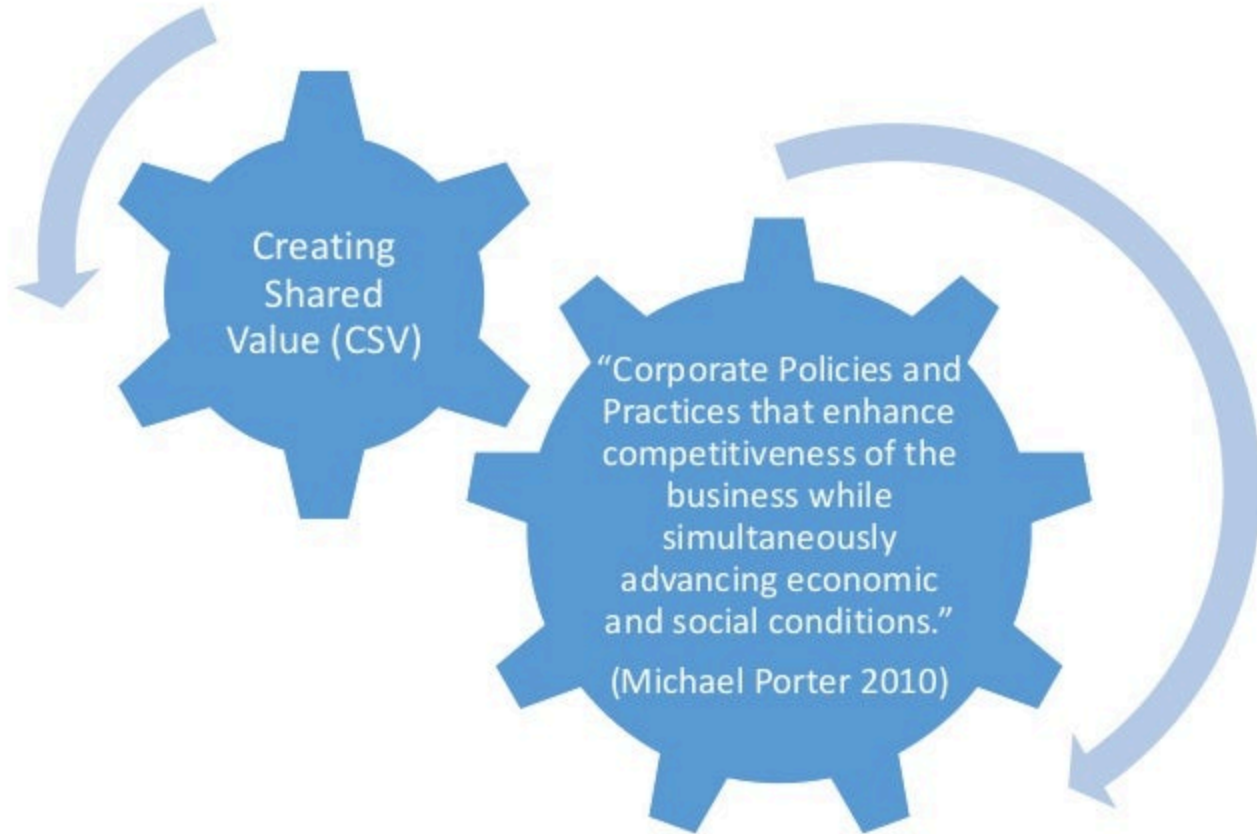 Creating
Shared
Value (CSV)
“Corporate Policies and
Practices that enhance
competitiveness of the
business while
simultaneously
advancing economic
and social conditions.”
(Michael Porter 2010)